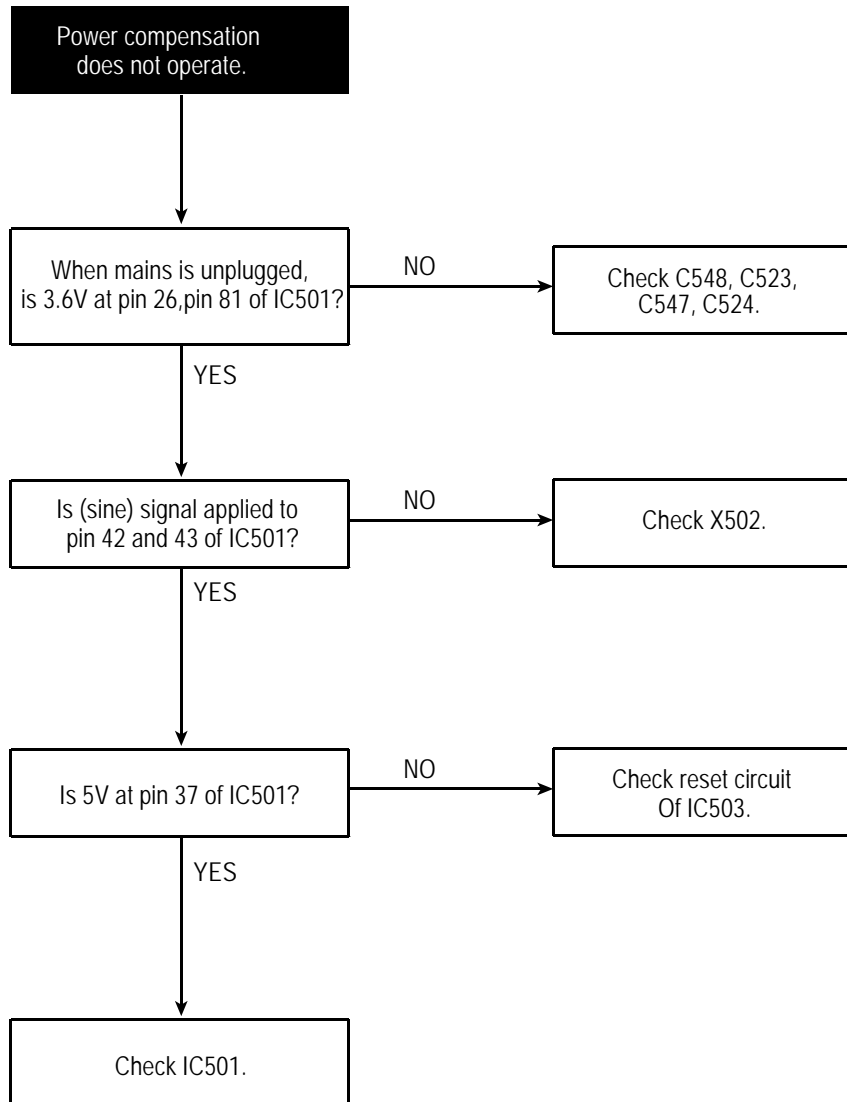 Power compensation
does not operate.
When mains is unplugged,
is 3.6V at pin 26,pin 81 of IC501?
NO
Check C548, C523,
C547, C524.
YES
Is (sine) signal applied to
pin 42 and 43 of IC501?
NO
Check X502.
YES
Is 5V at pin 37 of IC501?
NO
Check reset circuit
Of IC503.
YES
Check IC501.